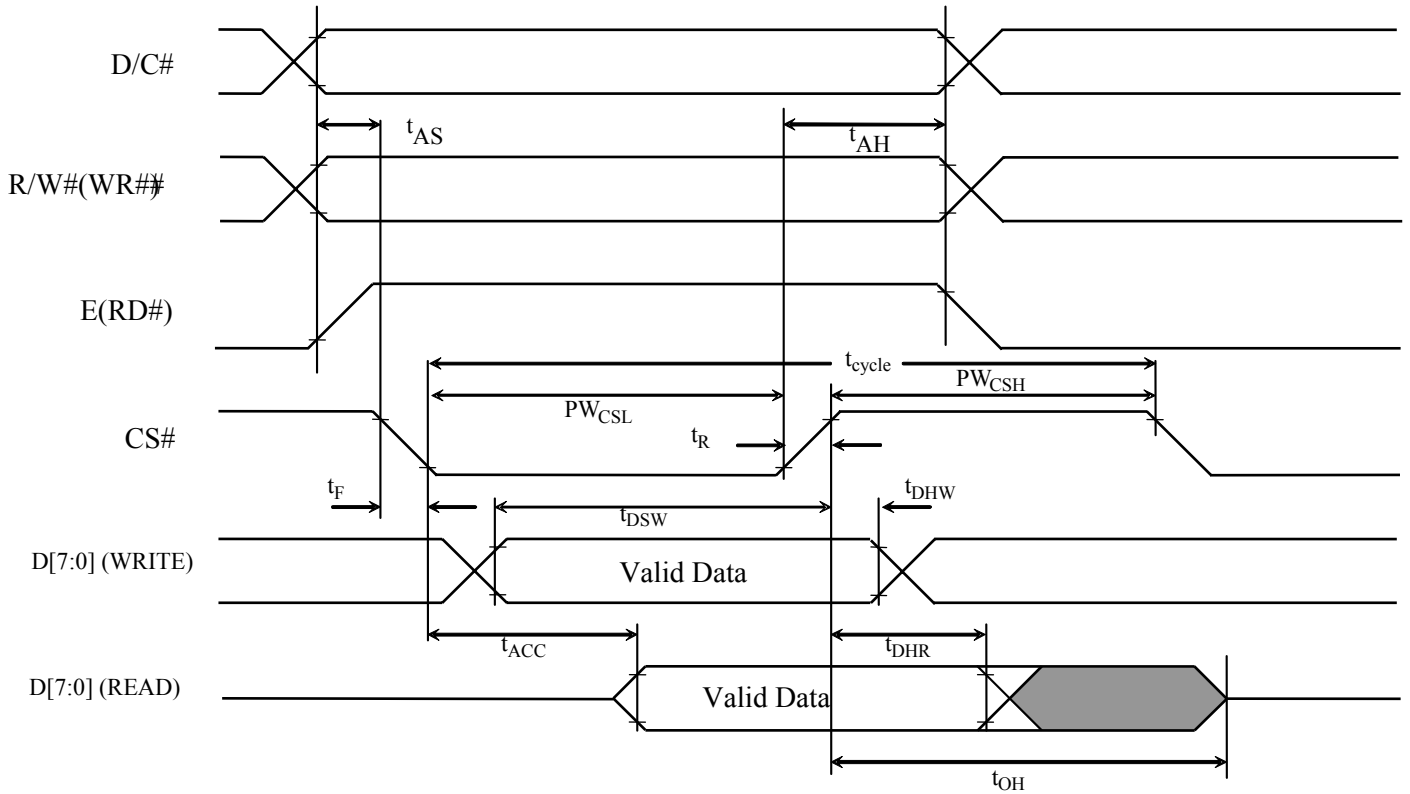 D/C#
tAS
tAH
R/W#(WR##)
E(RD#)
tcycle
PWCSL
PWCSH
CS#
tR
tF
tDSW
tDHW
D[7:0] (WRITE)
Valid Data
tACC
tDHR
D[7:0] (READ)
Valid Data
tOH